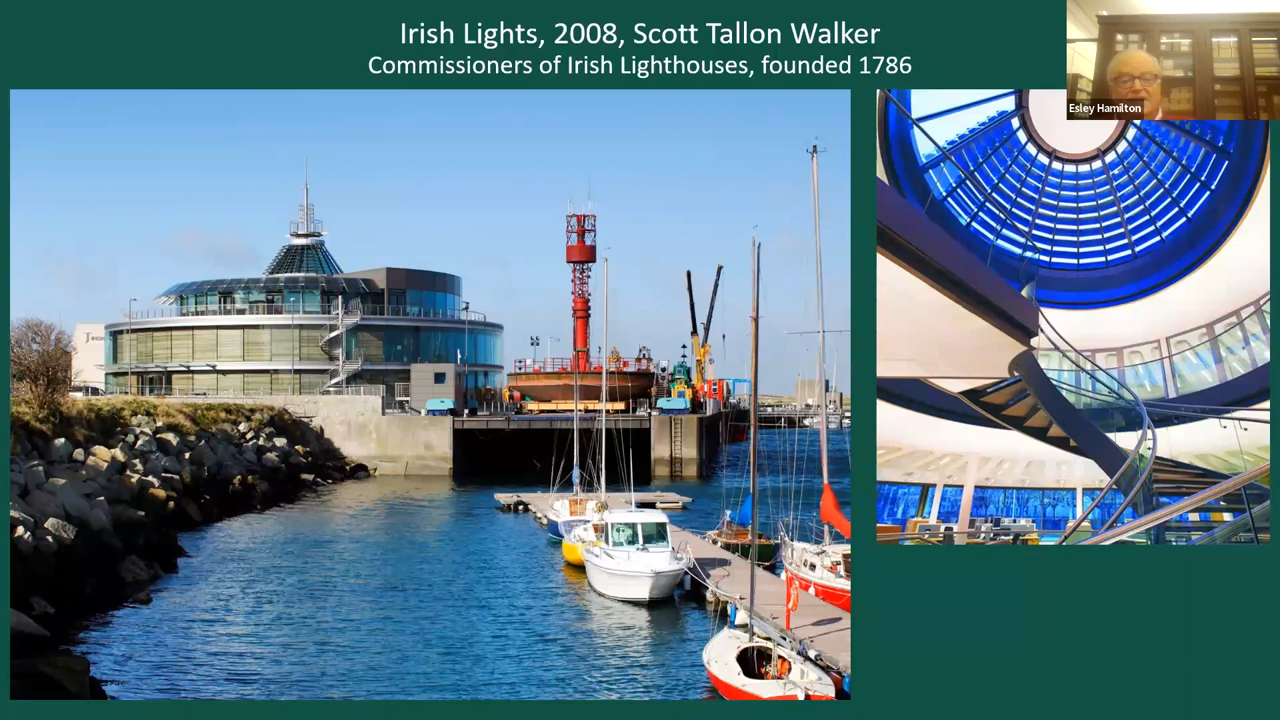 Irish Lights, 2008, Scott Tallon Walker
Commissioners of Irish Lighthouses, founded 1786
Esley Hamilton